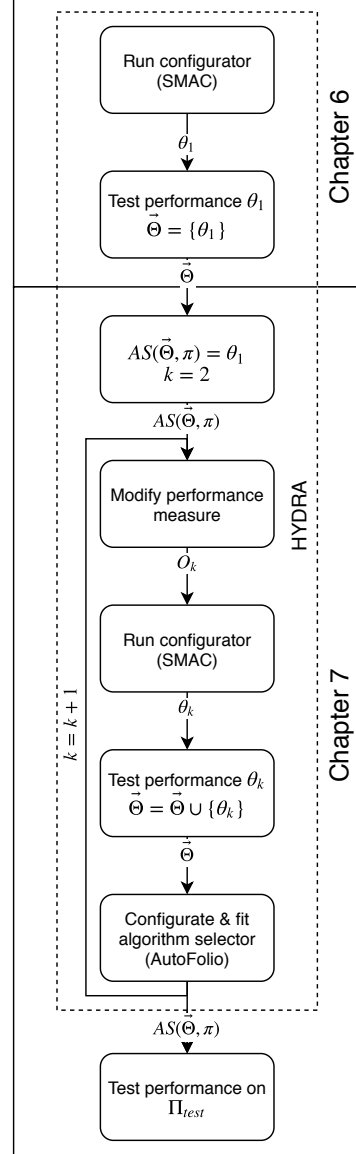 Run configurator
(SMAC)
θ₁
Test performance θ₁
Θ⃗ = {θ₁}
Θ⃗
Chapter 6
AS(Θ⃗, π) = θ₁
k = 2
AS(Θ⃗, π)
Modify performance
measure
HYDRA
Oₖ
Run configurator
(SMAC)
θₖ
k = k + 1
Chapter 7
Test performance θₖ
Θ⃗ = Θ⃗ ∪ {θₖ}
Θ⃗
Configurate & fit
algorithm selector
(AutoFolio)
AS(Θ⃗, π)
Test performance on
Π_test